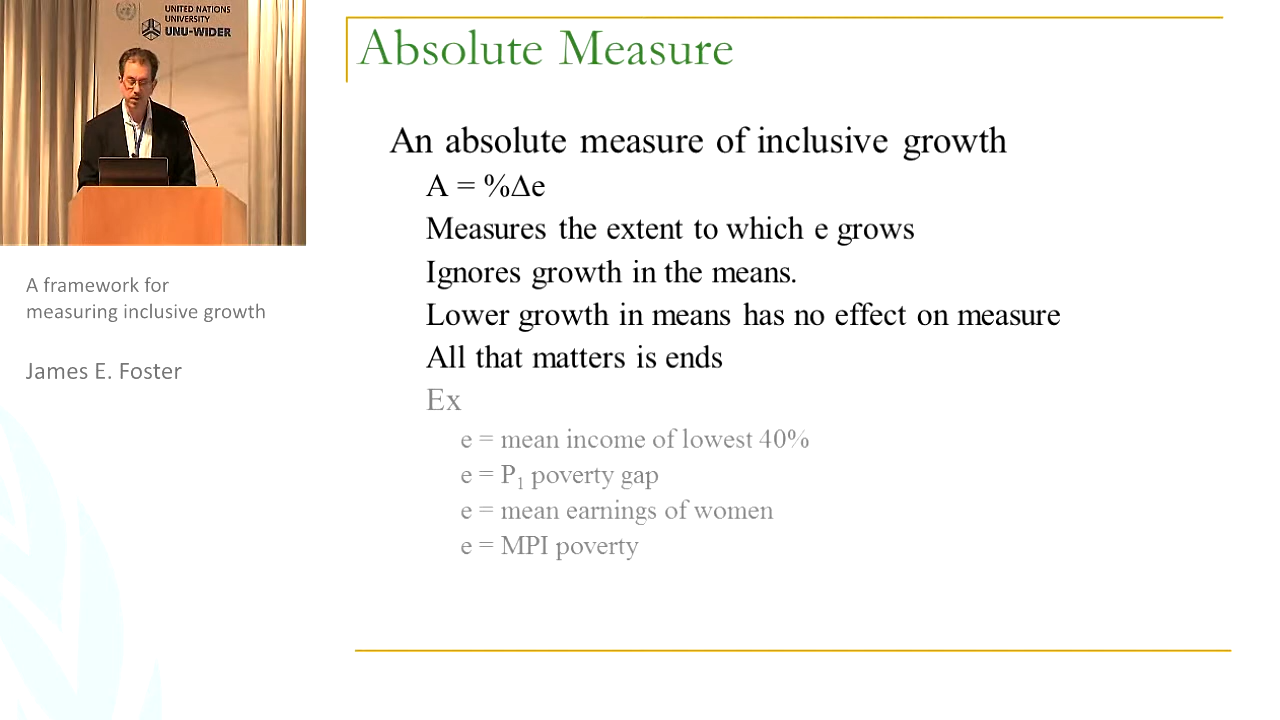 UNITED NATIONS
UNIVERSITY
UNU-WIDER
Absolute Measure
An absolute measure of inclusive growth
A = %Δe
Measures the extent to which e grows
Ignores growth in the means.
Lower growth in means has no effect on measure
All that matters is ends
Ex
e = mean income of lowest 40%
e = P₁ poverty gap
e = mean earnings of women
e = MPI poverty
A framework for
measuring inclusive growth
James E. Foster